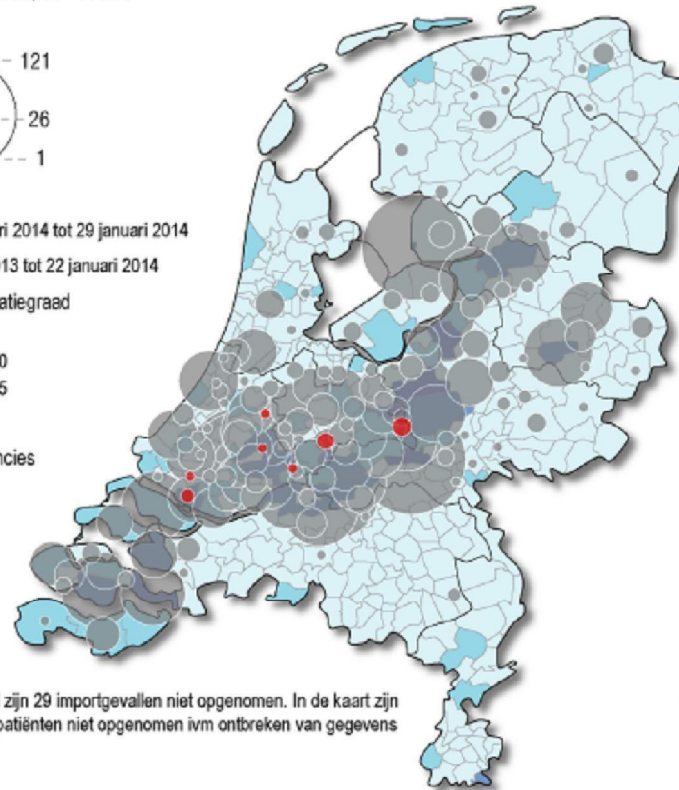 121
26
1
ri 2014 tot 29 januari 2014
013 tot 22 januari 2014
atiegraad
0
5
ncies
zijn 29 importgevallen niet opgenomen. In de kaart zijn
patiënten niet opgenomen ivm ontbreken van gegevens